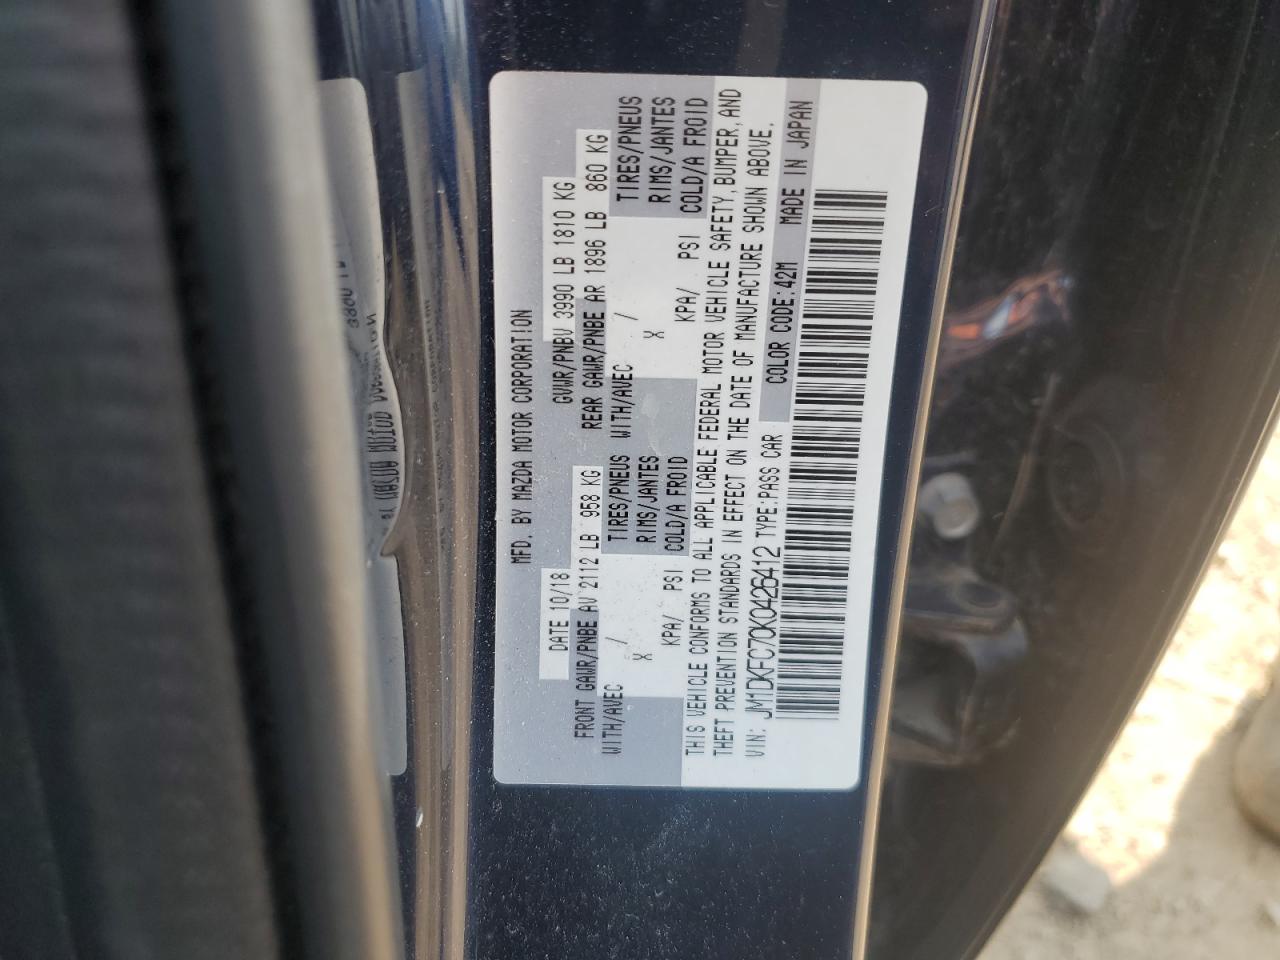 MFD. BY MAZDA MOTOR CORPORATION
DATE 10/18 GVWR/PNBV 3990 LB 1810 KG
FRONT GAWR/PNBE AV 2112 LB 958 KG REAR GAWR/PNBE AR 1896 LB 860 KG
WITH/AVEC TIRES/PNEUS WITH/AVEC TIRES/PNEUS
X / RIMS/JANTES X / RIMS/JANTES
KPA/ PSI COLD/A FROID KPA/ PSI COLD/A FROID
THIS VEHICLE CONFORMS TO ALL APPLICABLE FEDERAL MOTOR VEHICLE SAFETY, BUMPER, AND
THEFT PREVENTION STANDARDS IN EFFECT ON THE DATE OF MANUFACTURE SHOWN ABOVE.
VIN: JM1DKFC70K0426412 TYPE:PASS CAR COLOR CODE:42M MADE IN JAPAN